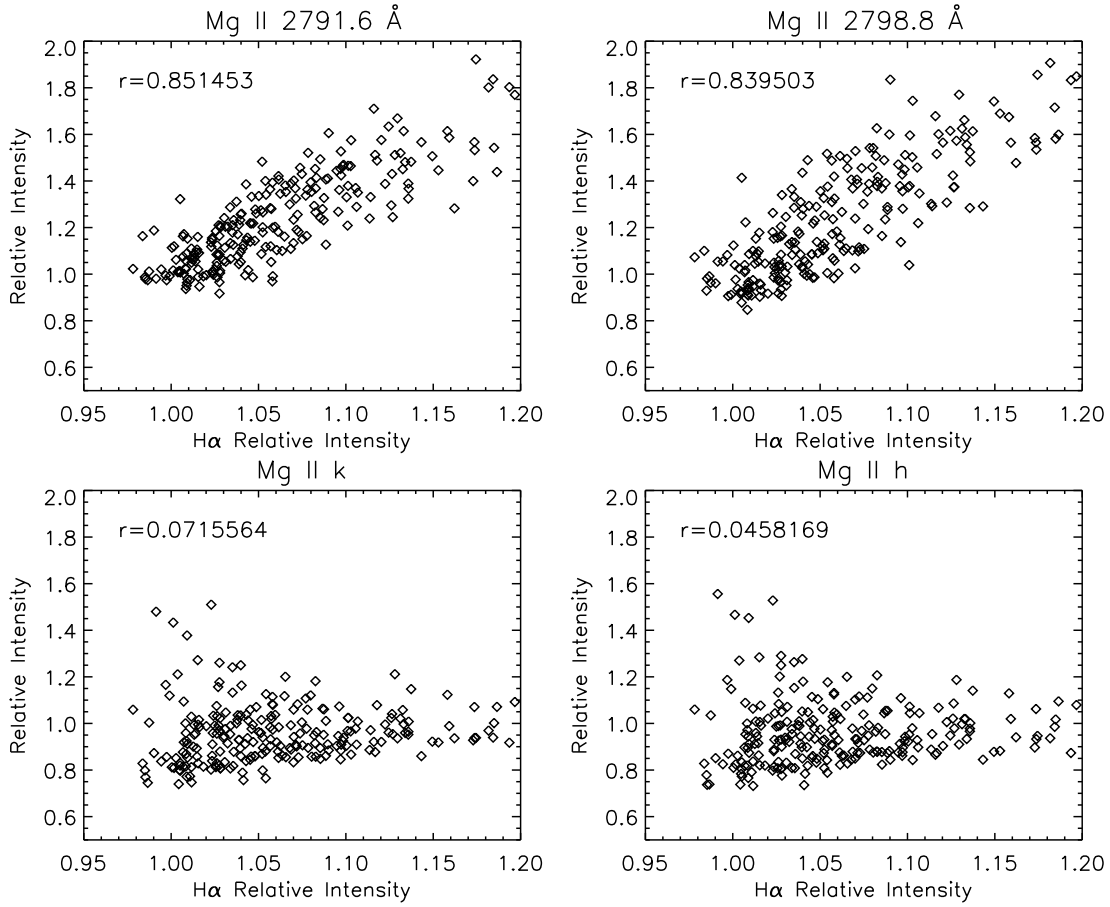 Mg II 2791.6 Å
r=0.851453
Relative Intensity
2.0
1.8
1.6
1.4
1.2
1.0
0.8
0.6
0.95 1.00 1.05 1.10 1.15 1.20
Hα Relative Intensity
Mg II 2798.8 Å
r=0.839503
Relative Intensity
2.0
1.8
1.6
1.4
1.2
1.0
0.8
0.6
0.95 1.00 1.05 1.10 1.15 1.20
Hα Relative Intensity
Mg II k
r=0.0715564
Relative Intensity
2.0
1.8
1.6
1.4
1.2
1.0
0.8
0.6
0.95 1.00 1.05 1.10 1.15 1.20
Hα Relative Intensity
Mg II h
r=0.0458169
Relative Intensity
2.0
1.8
1.6
1.4
1.2
1.0
0.8
0.6
0.95 1.00 1.05 1.10 1.15 1.20
Hα Relative Intensity